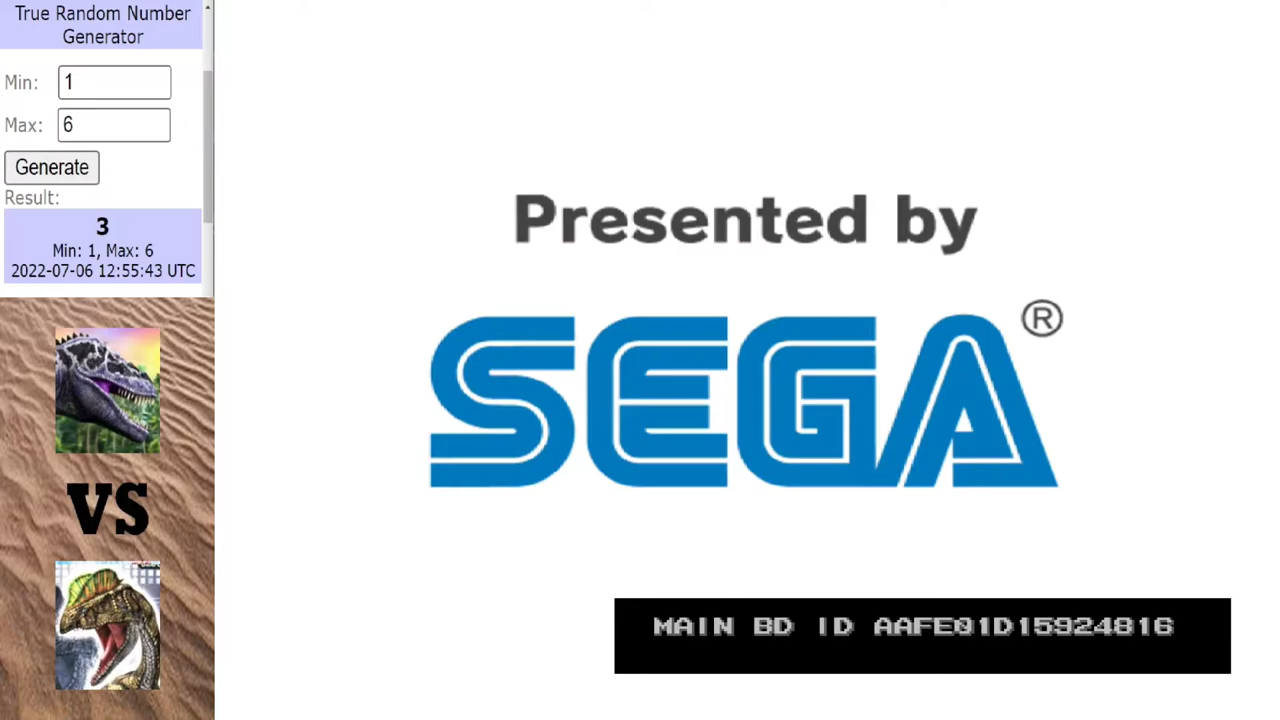 True Random Number
Generator
Min: 1
Max: 6
Generate
Result:
3
Min: 1, Max: 6
2022-07-06 12:55:43 UTC
VS
Presented by
SEGA®
MAIN BD ID AAFE01D15924816